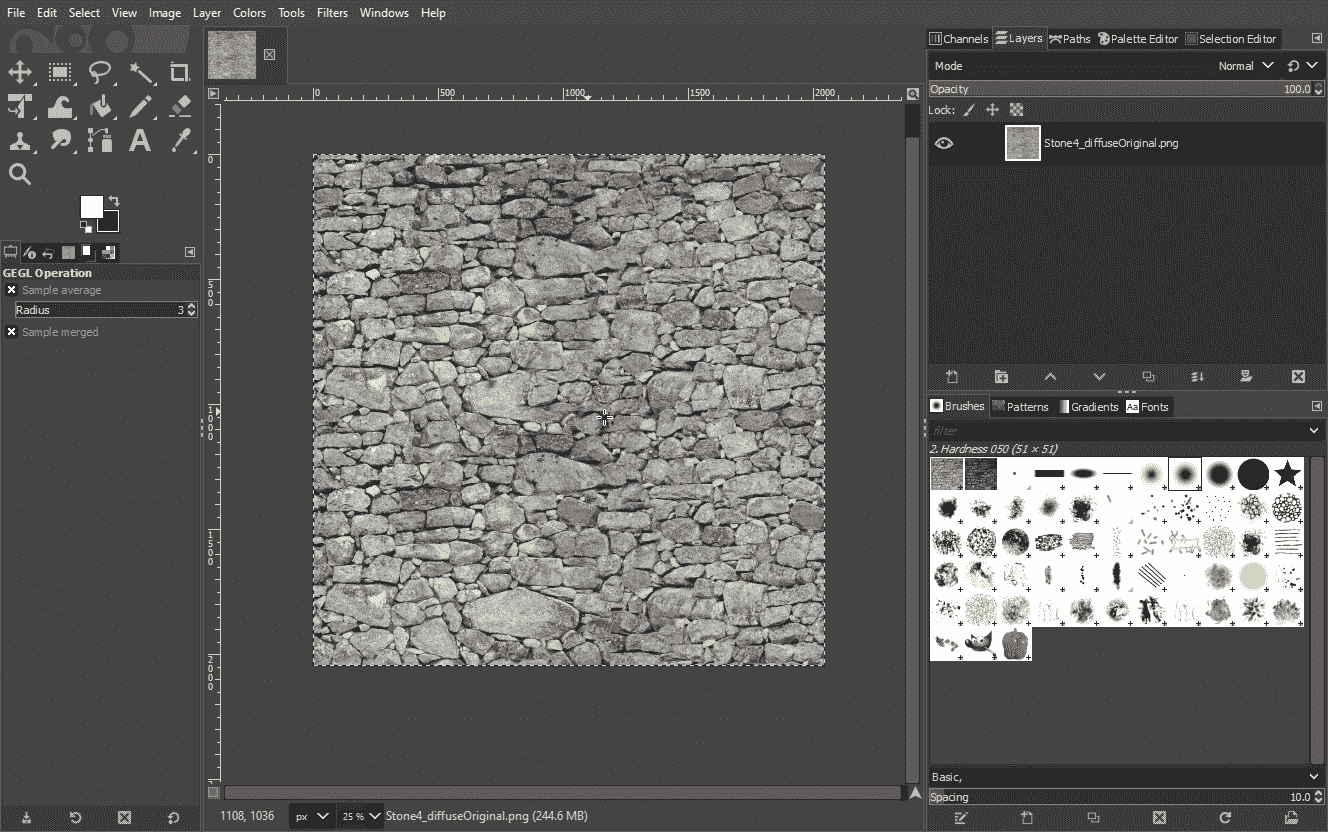 File Edit Select View Image Layer Colors Tools Filters Windows Help
Channels Layers Paths Palette Editor Selection Editor
Mode Normal
Opacity 100.0
Lock:
Stone4_diffuseOriginal.png
0 500 1000 1500 2000
0
500
1000
1500
2000
GEGL Operation
Sample average
Radius 3
Sample merged
Brushes Patterns Gradients Aa Fonts
filter
2. Hardness 050 (51 × 51)
Basic,
Spacing 10.0
1108, 1036 px 25 % Stone4_diffuseOriginal.png (244.6 MB)